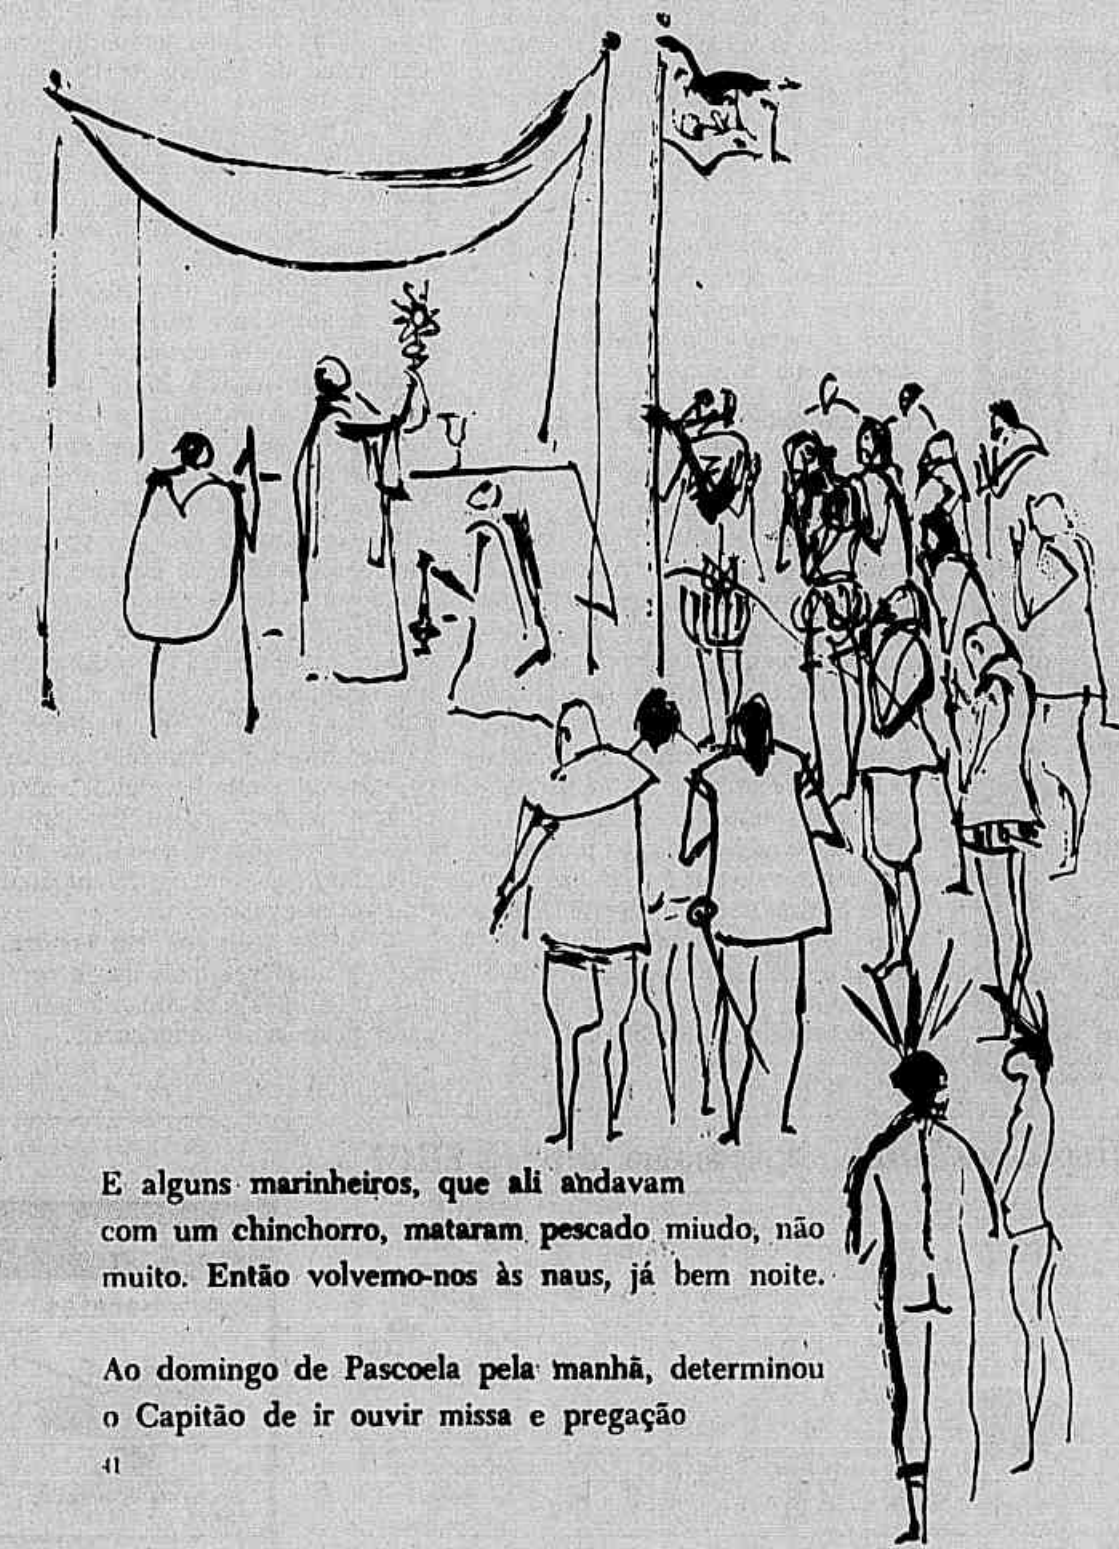 E alguns marinheiros, que ali andavam
com um chinchorro, mataram pescado miudo, não
muito. Então volvemo-nos às naus, já bem noite.
Ao domingo de Pascoela pela manhã, determinou
o Capitão de ir ouvir missa e pregação
41